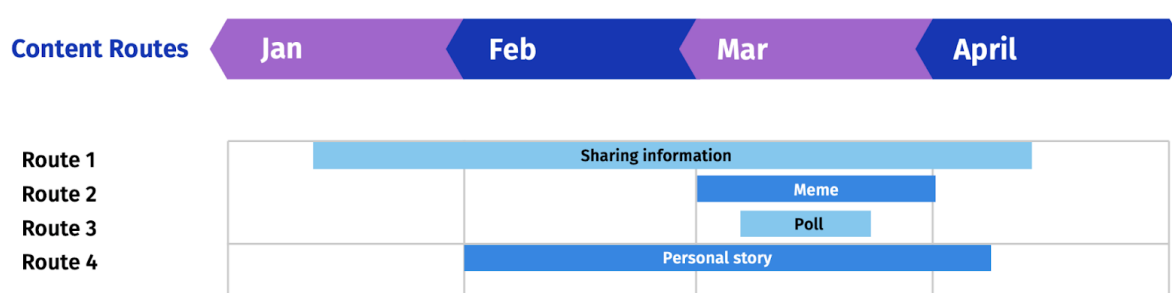 Content Routes Jan Feb Mar April
Route 1 Sharing information
Route 2 Meme
Route 3 Poll
Route 4 Personal story